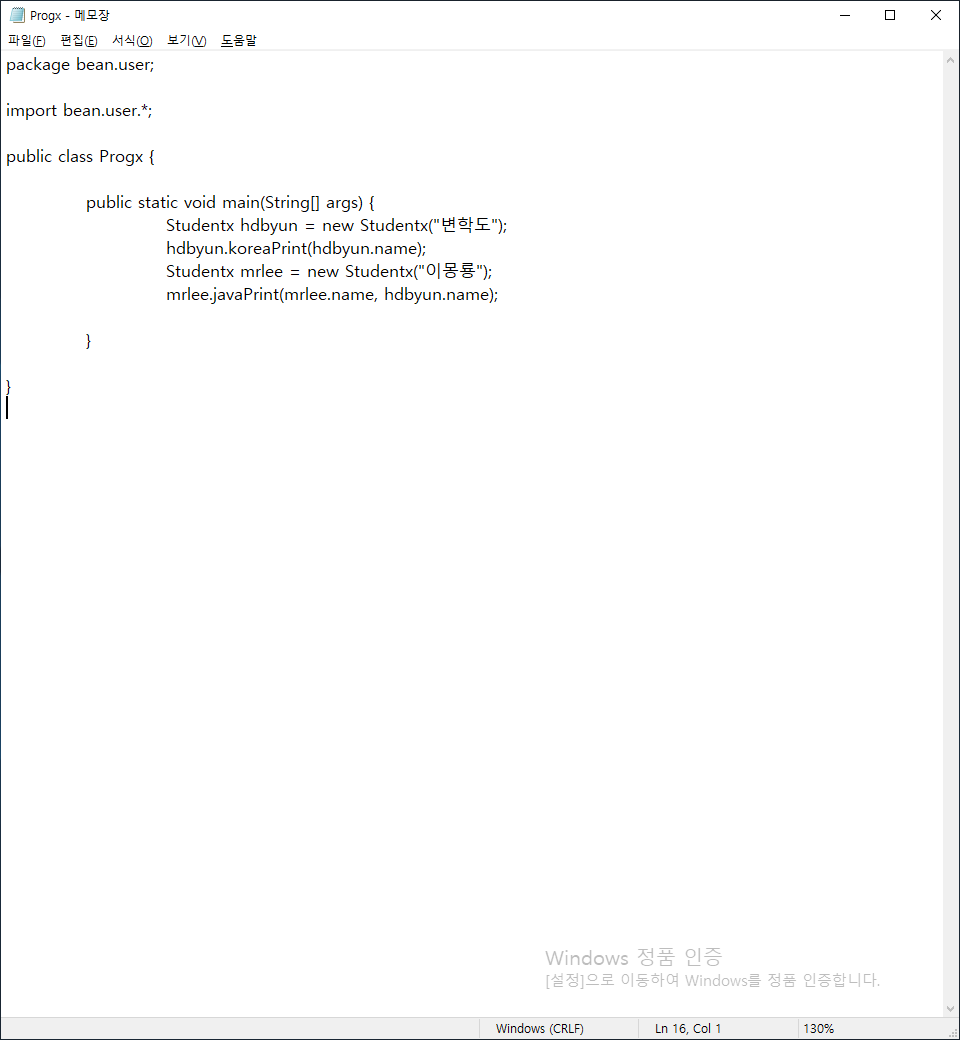 Progx - 메모장
파일(F) 편집(E) 서식(O) 보기(V) 도움말
package bean.user;
import bean.user.*;
public class Progx {
public static void main(String[] args) {
Studentx hdbyun = new Studentx("변학도");
hdbyun.koreaPrint(hdbyun.name);
Studentx mrlee = new Studentx("이몽룡");
mrlee.javaPrint(mrlee.name, hdbyun.name);
}
}
Windows 정품 인증
[설정]으로 이동하여 Windows를 정품 인증합니다.
Windows (CRLF) Ln 16, Col 1 130%